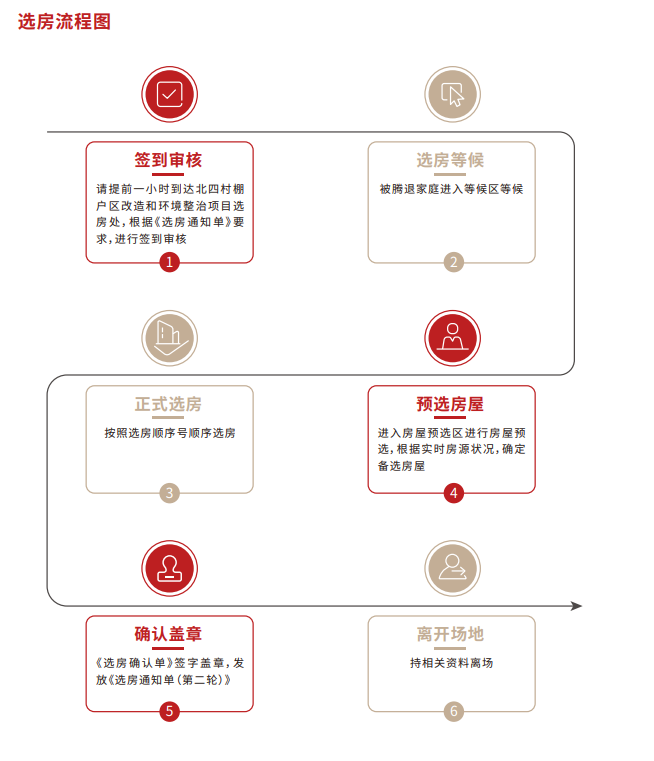 选房流程图
签到审核
请提前一小时到达北四村棚
户区改造和环境整治项目选
房处，根据《选房通知单》要
求，进行签到审核
1
选房等候
被腾退家庭进入等候区等候
2
正式选房
按照选房顺序号顺序选房
3
预选房屋
进入房屋预选区进行房屋预
选，根据实时房源状况，确定
备选房屋
4
确认盖章
《选房确认单》签字盖章，发
放《选房通知单（第二轮）》
5
离开场地
持相关资料离场
6